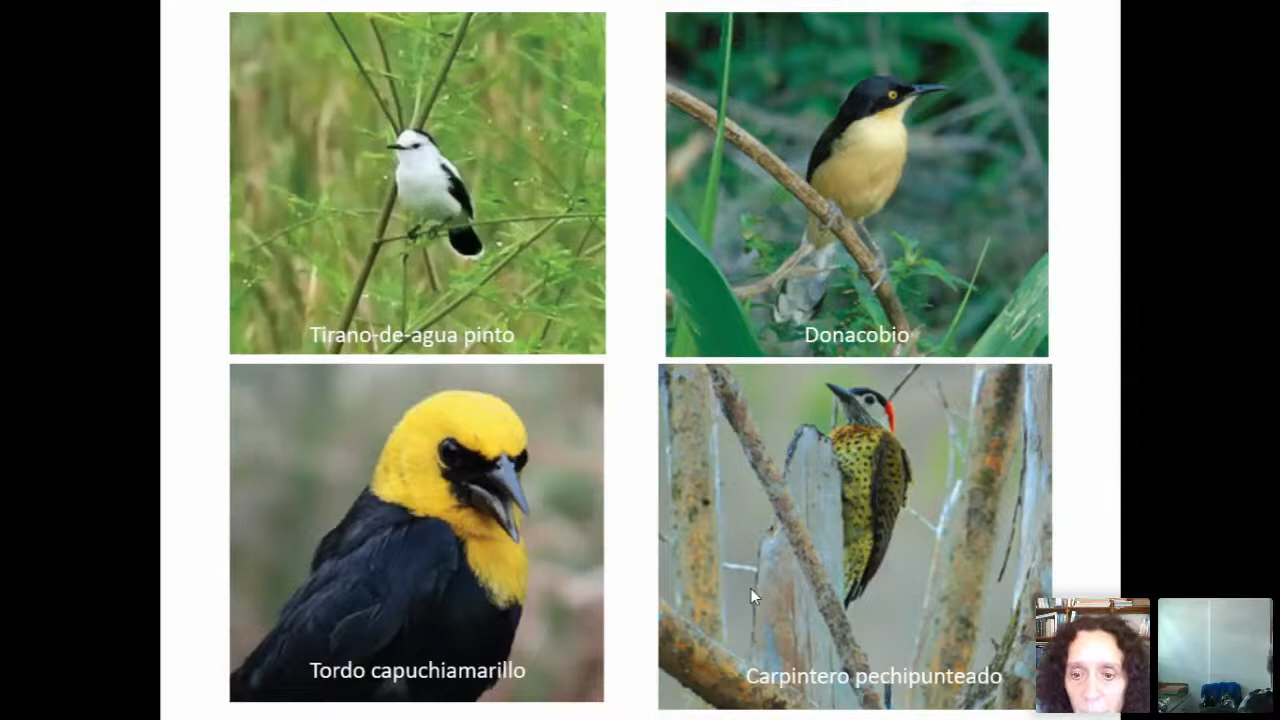 Tirano-de-agua pinto
Donacobio
Tordo capuchiamarillo
Carpintero pechipunteado